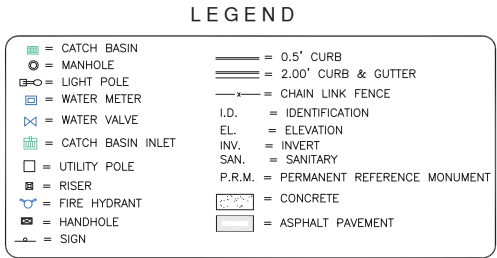 LEGEND
= CATCH BASIN
= MANHOLE
= LIGHT POLE
= WATER METER
= WATER VALVE
= CATCH BASIN INLET
= UTILITY POLE
= RISER
= FIRE HYDRANT
= HANDHOLE
= SIGN
= 0.5' CURB
= 2.00' CURB & GUTTER
x = CHAIN LINK FENCE
I.D. = IDENTIFICATION
EL. = ELEVATION
INV. = INVERT
SAN. = SANITARY
P.R.M. = PERMANENT REFERENCE MONUMENT
= CONCRETE
= ASPHALT PAVEMENT